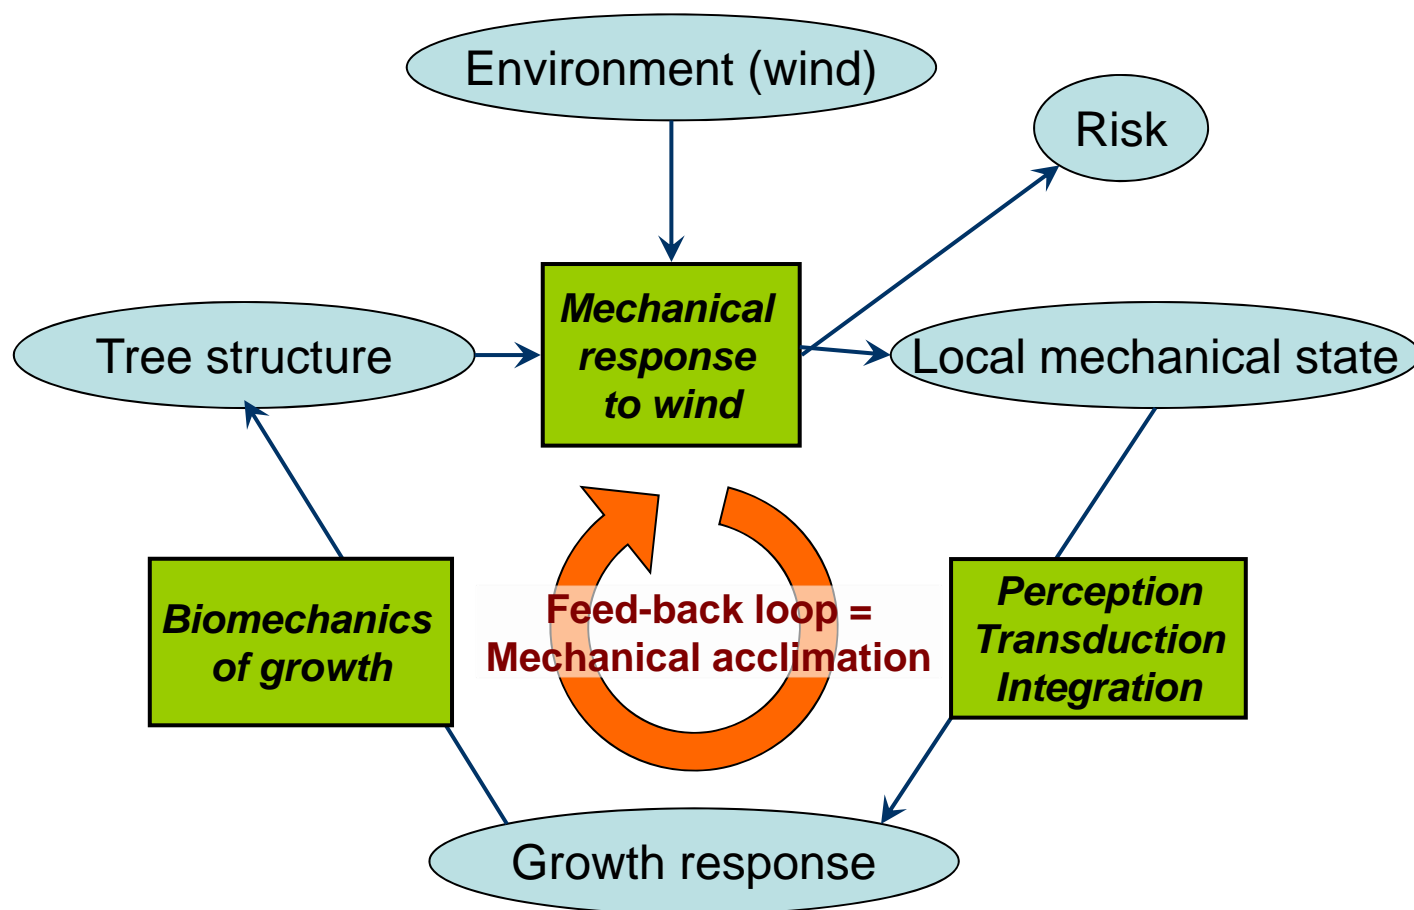 Environment (wind)
Risk
Mechanical
response
to wind
Tree structure
Local mechanical state
Biomechanics
of growth
Feed-back loop =
Mechanical acclimation
Perception
Transduction
Integration
Growth response